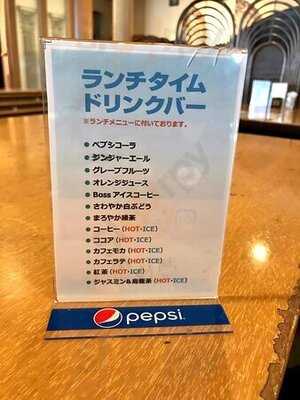 ランチタイム
ドリンクバー
※ランチメニューに付いております。
● ペプシコーラ
● ジンジャーエール
● グレープフルーツ
● オレンジジュース
● Boss アイスコーヒー
● さわやか白ぶどう
● まろやか緑茶
● コーヒー（HOT・ICE）
● ココア（HOT・ICE）
● カフェモカ（HOT・ICE）
● カフェラテ（HOT・ICE）
● 紅茶（HOT・ICE）
● ジャスミン&烏龍茶（HOT・ICE）
pepsi